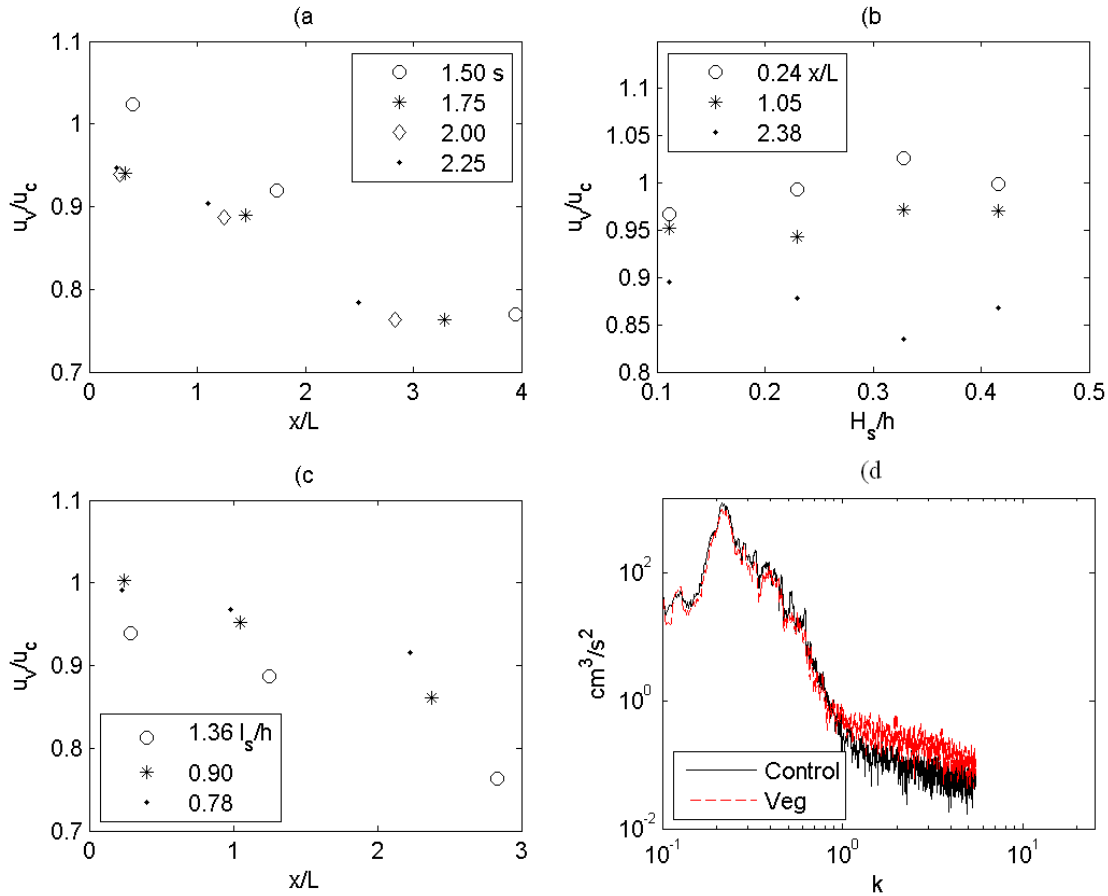 (a
1.1
1
0.9
0.8
0.7
u_v/u_c
0 1 2 3 4
x/L
1.50 s
1.75
2.00
2.25
(b
1.1
1.05
1
0.95
0.9
0.85
0.8
u_v/u_c
0.1 0.2 0.3 0.4 0.5
H_s/h
0.24 x/L
1.05
2.38
(c
1.1
1
0.9
0.8
0.7
u_v/u_c
0 1 2 3
x/L
1.36 l_s/h
0.90
0.78
(d
10^2
10^0
10^-2
cm^3/s^2
10^-1 10^0 10^1
k
Control
Veg